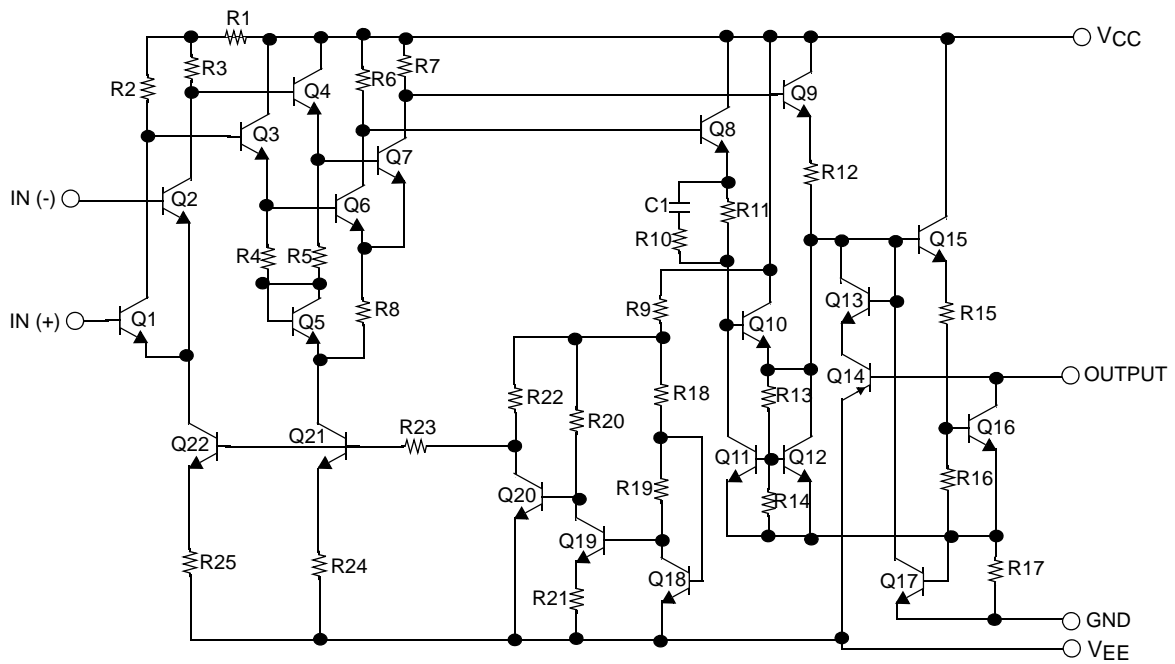 R1
VCC
R2
R3
R6
R7
Q4
Q9
Q3
Q8
Q7
R12
IN (-)
Q2
Q6
C1
R11
R10
Q15
R4
R5
Q13
R8
R9
R15
IN (+)
Q1
Q5
Q10
Q14
OUTPUT
R22
R18
R13
R20
R23
Q16
Q22
Q21
Q11
Q12
R16
R19
R14
Q20
Q19
R25
R24
Q18
Q17
R17
R21
GND
VEE